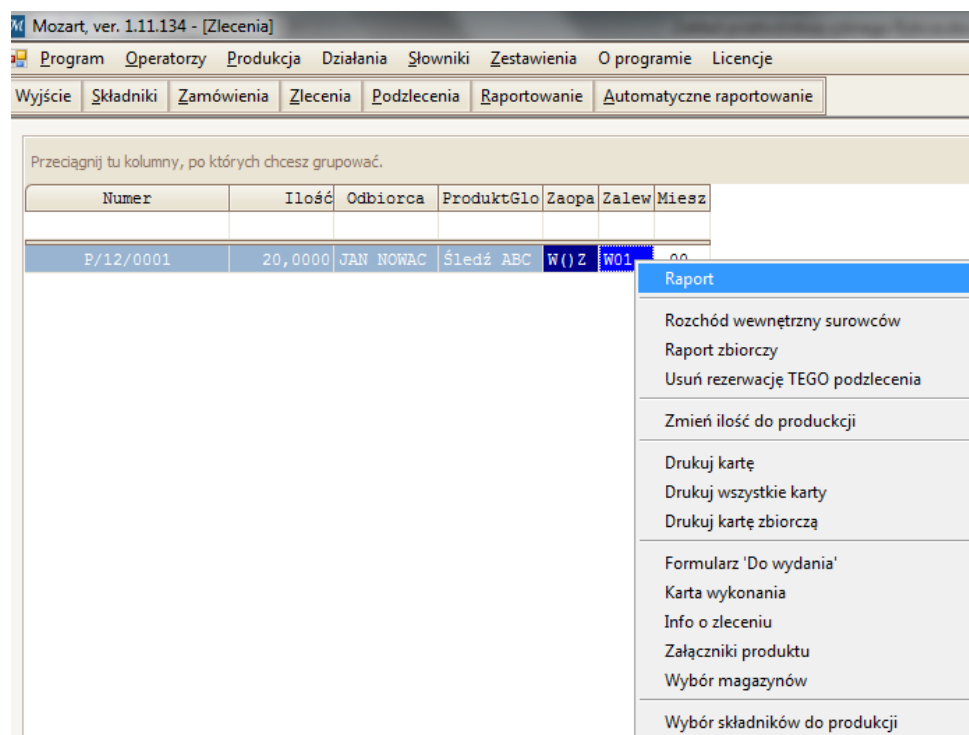 Mozart, ver. 1.11.134 - [Zlecenia]
Program Operatorzy Produkcja Działania Słowniki Zestawienia O programie Licencje
Wyjście Składniki Zamówienia Zlecenia Podzlecenia Raportowanie Automatyczne raportowanie
Przeciągnij tu kolumny, po których chcesz grupować.
Numer Ilość Odbiorca ProduktGlo Zaopa Zalew Miesz
P/12/0001 20,0000 JAN NOWAC Śledź ABC W()Z W01
Raport
Rozchód wewnętrzny surowców
Raport zbiorczy
Usuń rezerwację TEGO podzlecenia
Zmień ilość do produckcji
Drukuj kartę
Drukuj wszystkie karty
Drukuj kartę zbiorczą
Formularz 'Do wydania'
Karta wykonania
Info o zleceniu
Załączniki produktu
Wybór magazynów
Wybór składników do produkcji